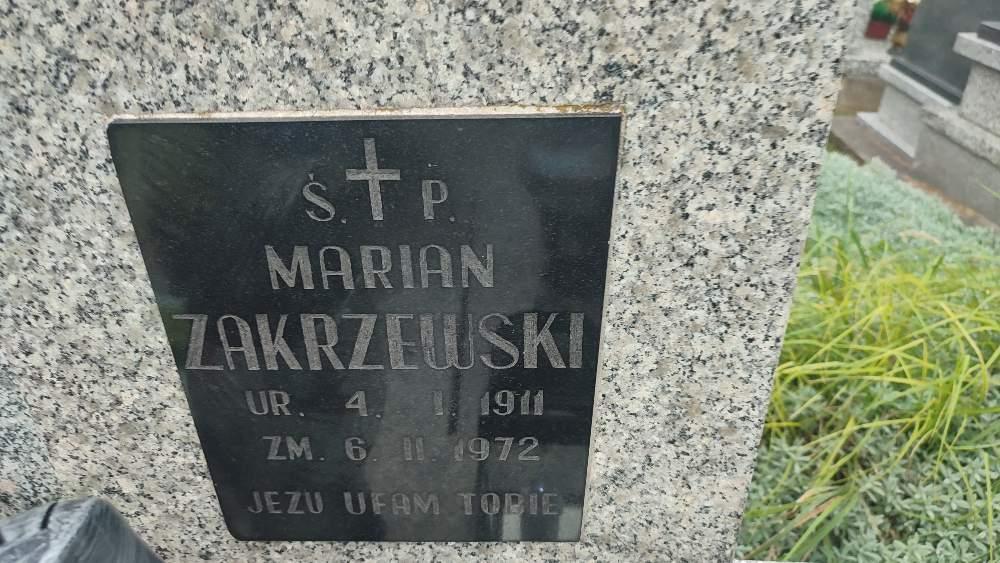 Ś. P.
MARIAN
ZAKRZEWSKI
UR. 4. I. 1911
ZM. 6. II. 1972
JEZU UFAM TOBIE